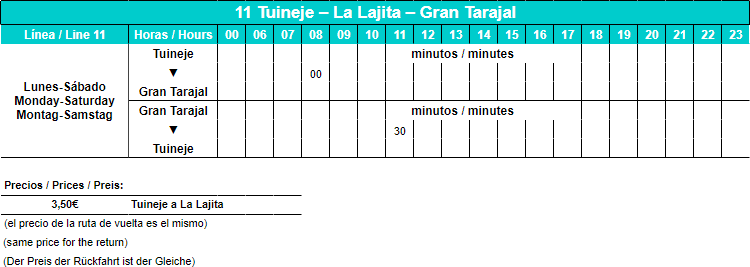 11 Tuineje – La Lajita – Gran Tarajal
Línea / Line 11 Horas / Hours 00 06 07 08 09 10 11 12 13 14 15 16 17 18 19 20 21 22 23
Lunes-Sábado
Monday-Saturday
Montag-Samstag
Tuineje minutos / minutes
▼ 00
Gran Tarajal
Gran Tarajal minutos / minutes
▼ 30
Tuineje
Precios / Prices / Preis:
3,50€ Tuineje a La Lajita
(el precio de la ruta de vuelta es el mismo)
(same price for the return)
(Der Preis der Rückfahrt ist der Gleiche)